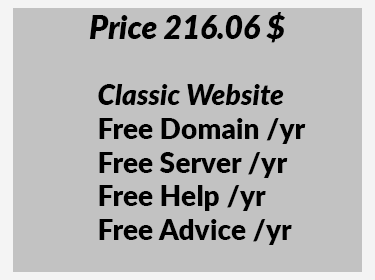 Price 216.06 $
Classic Website
Free Domain /yr
Free Server /yr
Free Help /yr
Free Advice /yr